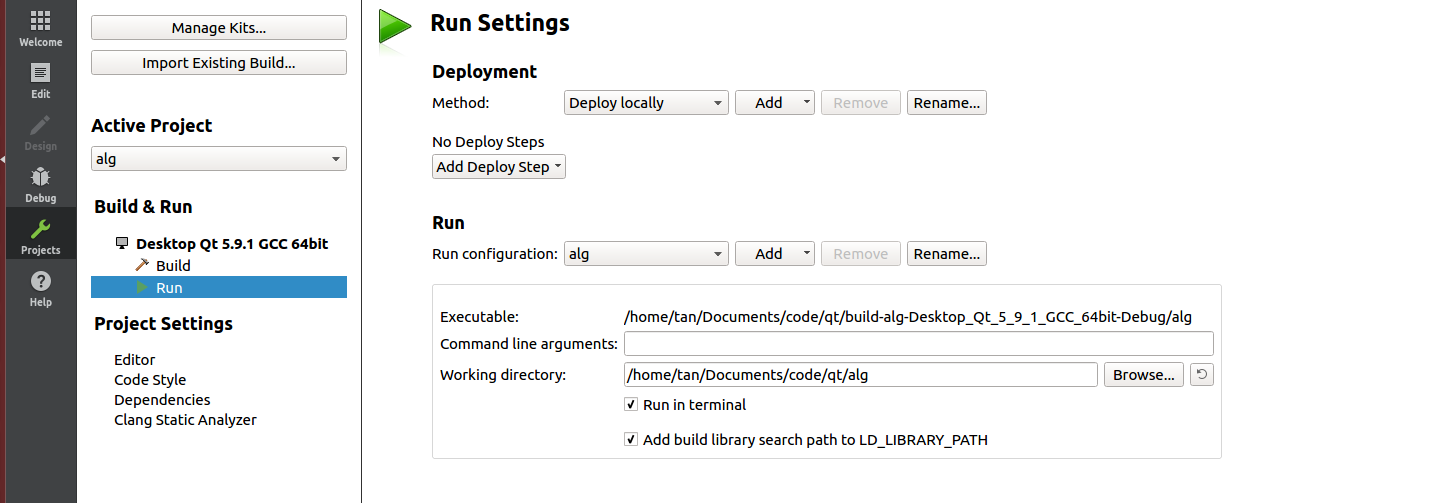 Welcome
Edit
Design
Debug
Projects
Help
Manage Kits...
Import Existing Build...
Active Project
alg
Build & Run
Desktop Qt 5.9.1 GCC 64bit
Build
Run
Project Settings
Editor
Code Style
Dependencies
Clang Static Analyzer
Run Settings
Deployment
Method: Deploy locally Add Remove Rename...
No Deploy Steps
Add Deploy Step
Run
Run configuration: alg Add Remove Rename...
Executable: /home/tan/Documents/code/qt/build-alg-Desktop_Qt_5_9_1_GCC_64bit-Debug/alg
Command line arguments:
Working directory: /home/tan/Documents/code/qt/alg Browse...
Run in terminal
Add build library search path to LD_LIBRARY_PATH